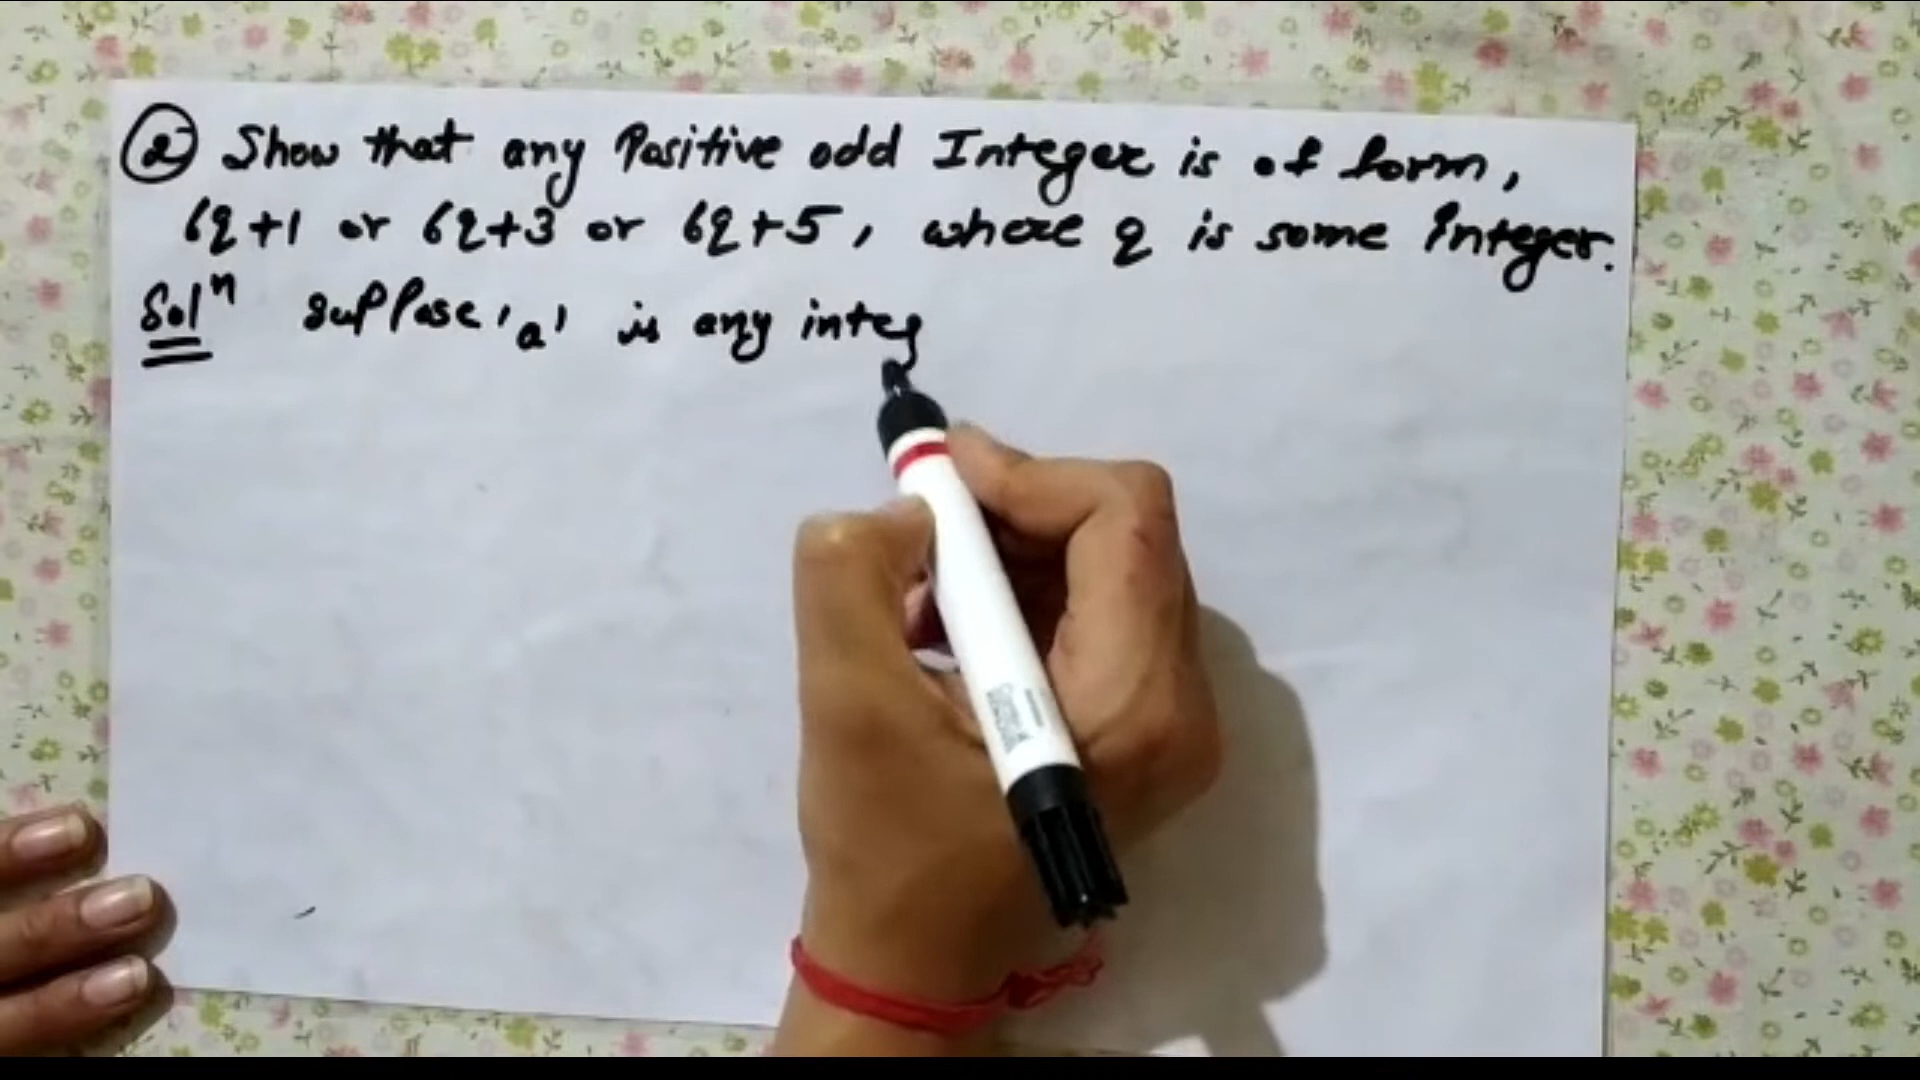 ② Show that any Positive odd Integer is of form,
6q+1 or 6q+3 or 6q+5, where q is some Integer.
Solⁿ suppose 'a' is any integ